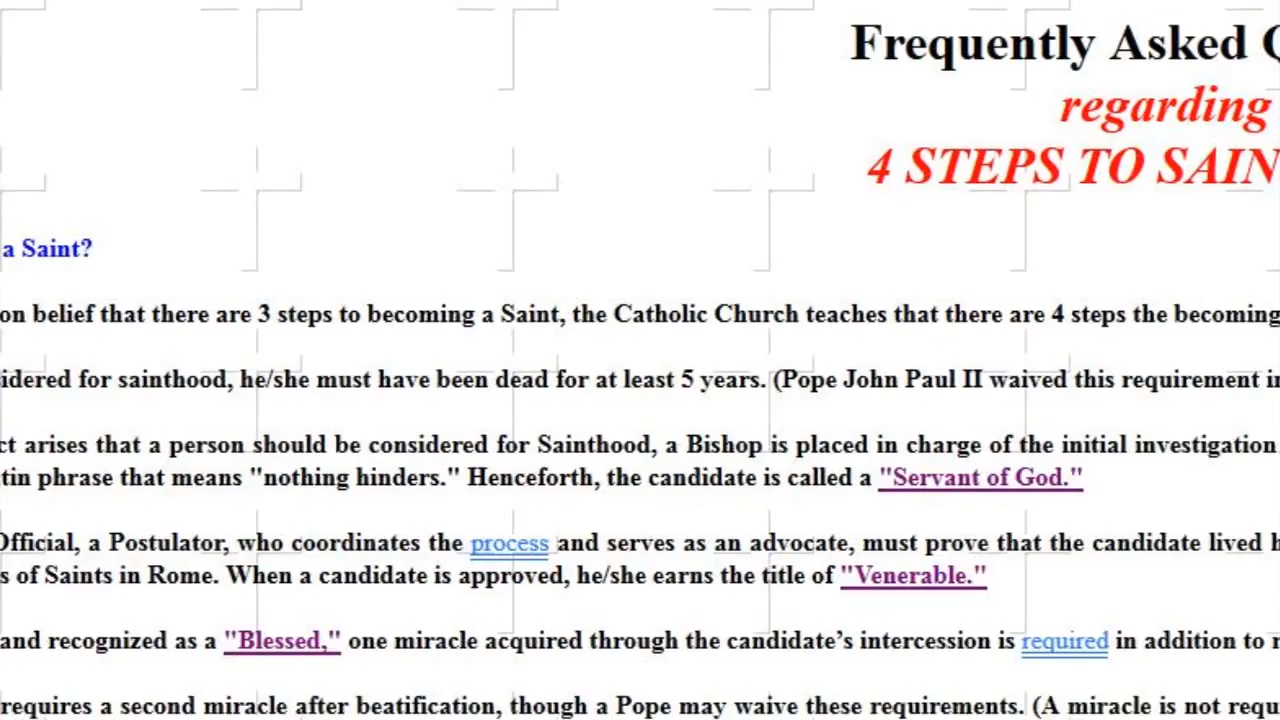 Frequently Asked
regarding
4 STEPS TO SAIN
a Saint?
on belief that there are 3 steps to becoming a Saint, the Catholic Church teaches that there are 4 steps the becoming
idered for sainthood, he/she must have been dead for at least 5 years. (Pope John Paul II waived this requirement in
ct arises that a person should be considered for Sainthood, a Bishop is placed in charge of the initial investigation
tin phrase that means "nothing hinders." Henceforth, the candidate is called a "Servant of God."
Official, a Postulator, who coordinates the process and serves as an advocate, must prove that the candidate lived h
s of Saints in Rome. When a candidate is approved, he/she earns the title of "Venerable."
and recognized as a "Blessed," one miracle acquired through the candidate’s intercession is required in addition to
requires a second miracle after beatification, though a Pope may waive these requirements. (A miracle is not requ